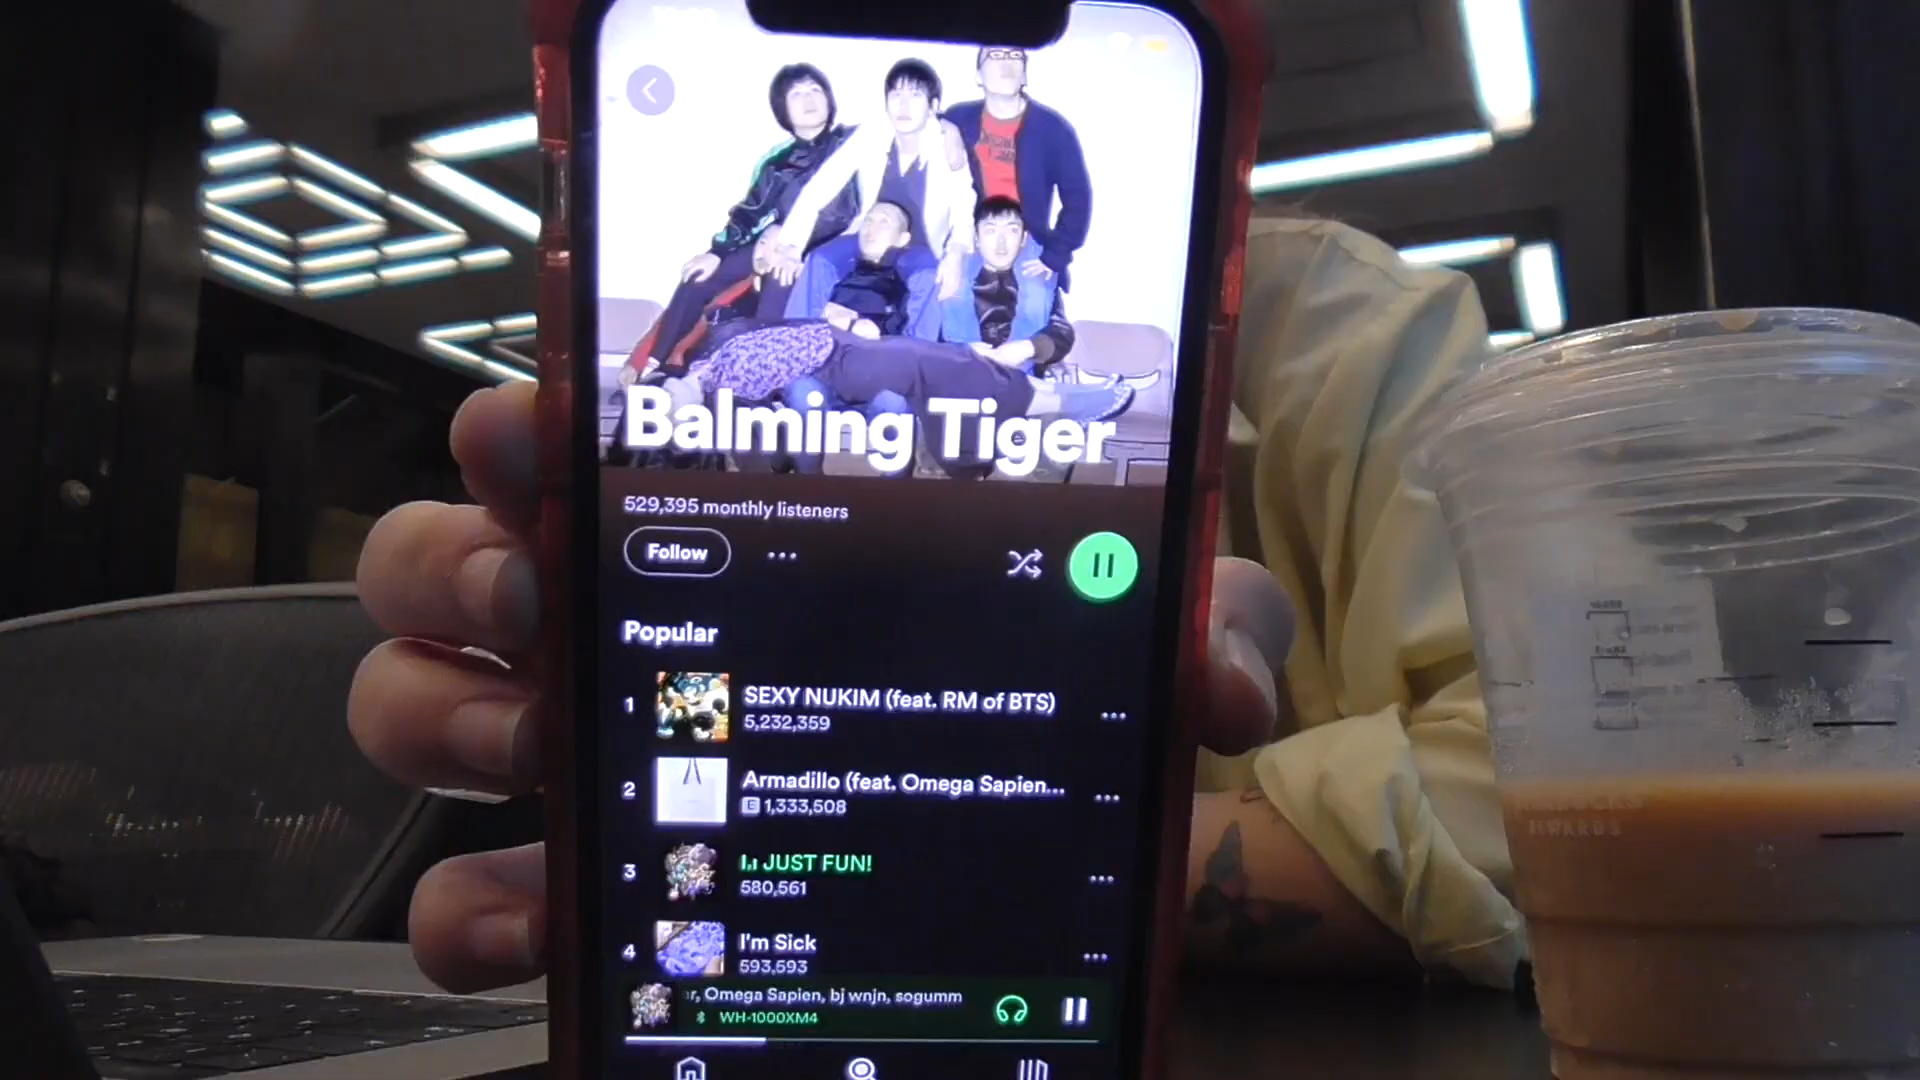 Balming Tiger
529,395 monthly listeners
Follow
Popular
1
SEXY NUKIM (feat. RM of BTS)
5,232,359
2
Armadillo (feat. Omega Sapien...
E 1,333,508
3
JUST FUN!
580,561
4
I'm Sick
593,593
r, Omega Sapien, bj wnjn, sogumm
WH-1000XM4
REWARDS